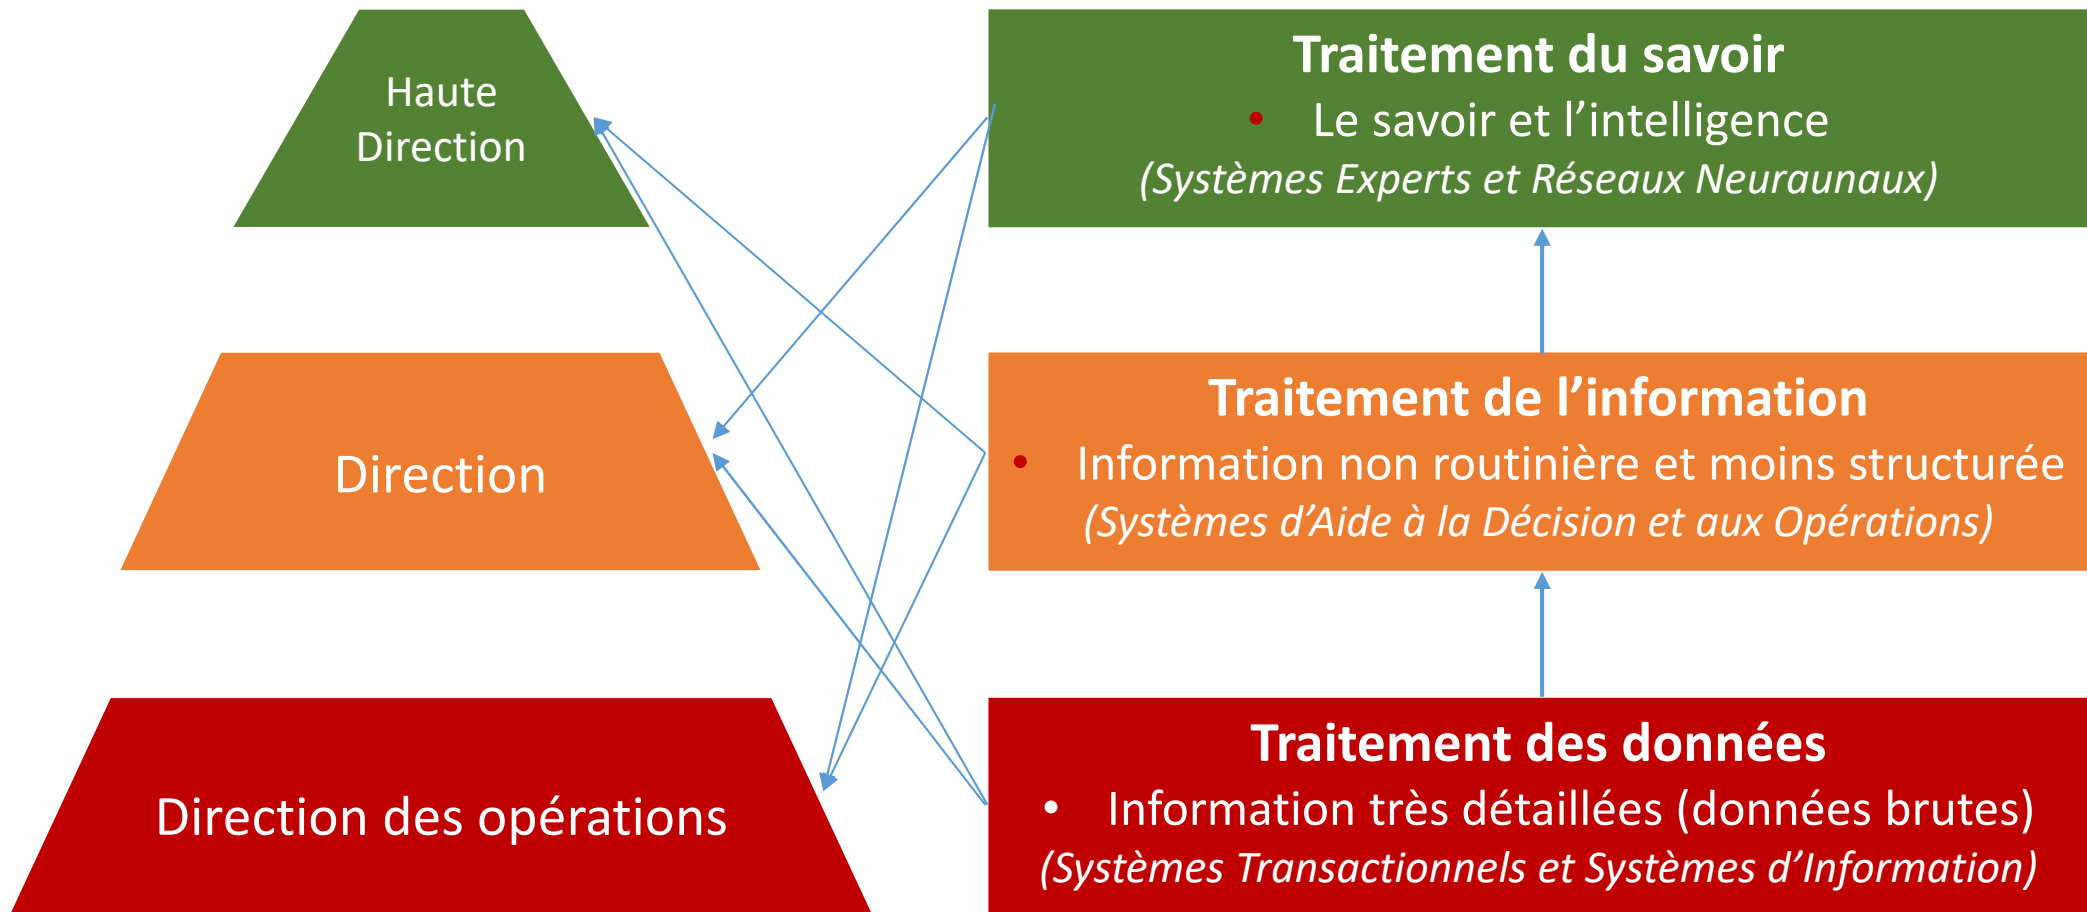 Haute
Direction
Traitement du savoir
• Le savoir et l’intelligence
(Systèmes Experts et Réseaux Neuraunaux)
Direction
Traitement de l’information
• Information non routinière et moins structurée
(Systèmes d’Aide à la Décision et aux Opérations)
Direction des opérations
Traitement des données
• Information très détaillées (données brutes)
(Systèmes Transactionnels et Systèmes d’Information)